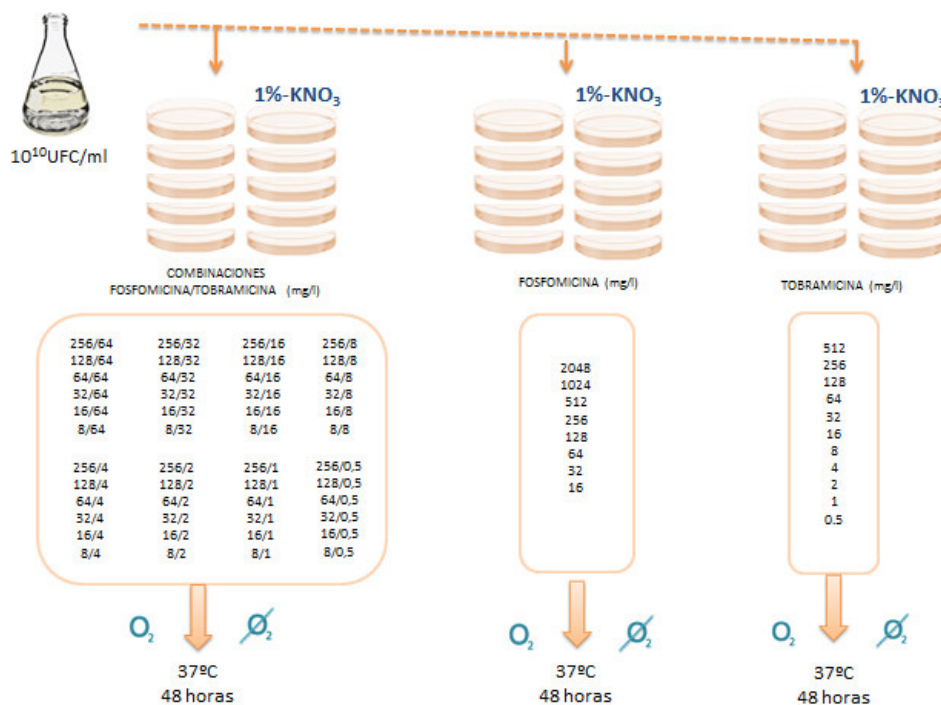 1%-KNO3 1%-KNO3 1%-KNO3
10^10UFC/ml
COMBINACIONES
FOSFOMICINA/TOBRAMICINA (mg/l)
256/64 256/32 256/16 256/8
128/64 128/32 128/16 128/8
64/64 64/32 64/16 64/8
32/64 32/32 32/16 32/8
16/64 16/32 16/16 16/8
8/64 8/32 8/16 8/8
256/4 256/2 256/1 256/0,5
128/4 128/2 128/1 128/0,5
64/4 64/2 64/1 64/0,5
32/4 32/2 32/1 32/0,5
16/4 16/2 16/1 16/0,5
8/4 8/2 8/1 8/0,5
O2 O2
37ºC
48 horas
FOSFOMICINA (mg/l)
2048
1024
512
256
128
64
32
16
O2 O2
37ºC
48 horas
TOBRAMICINA (mg/l)
512
256
128
64
32
16
8
4
2
1
0.5
O2 O2
37ºC
48 horas